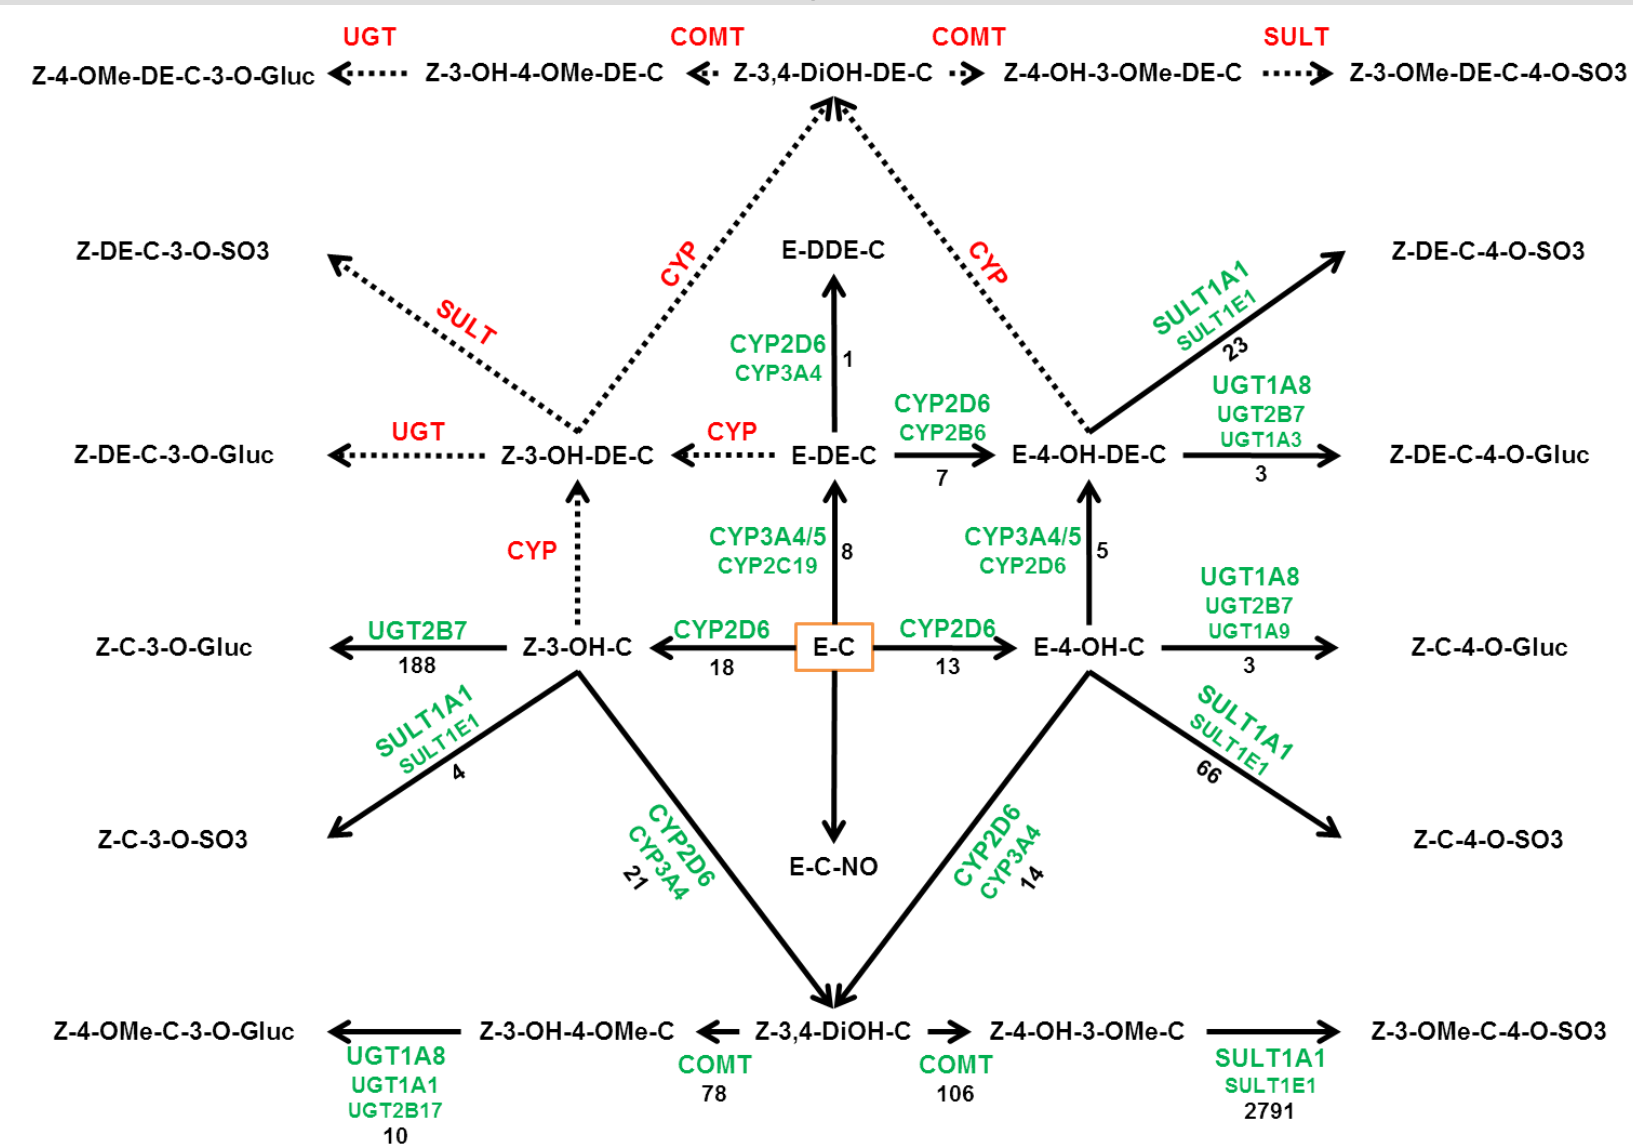 UGT COMT COMT SULT
Z-4-OMe-DE-C-3-O-Gluc Z-3-OH-4-OMe-DE-C Z-3,4-DiOH-DE-C Z-4-OH-3-OMe-DE-C Z-3-OMe-DE-C-4-O-SO3
CYP CYP
Z-DE-C-3-O-SO3 E-DDE-C Z-DE-C-4-O-SO3
SULT
CYP2D6
CYP3A4
1
SULT1A1
SULT1E1
23
UGT CYP
CYP2D6
CYP2B6
7
UGT1A8
UGT2B7
UGT1A3
3
Z-DE-C-3-O-Gluc Z-3-OH-DE-C E-DE-C E-4-OH-DE-C Z-DE-C-4-O-Gluc
CYP
CYP3A4/5
CYP2C19
8
CYP3A4/5
CYP2D6
5
UGT2B7
188
CYP2D6
18
CYP2D6
13
UGT1A8
UGT2B7
UGT1A9
3
Z-C-3-O-Gluc Z-3-OH-C E-C E-4-OH-C Z-C-4-O-Gluc
SULT1A1
SULT1E1
4
SULT1A1
SULT1E1
66
Z-C-3-O-SO3 Z-C-4-O-SO3
CYP2D6
CYP3A4
21
E-C-NO
CYP2D6
CYP3A4
14
Z-4-OMe-C-3-O-Gluc Z-3-OH-4-OMe-C Z-3,4-DiOH-C Z-4-OH-3-OMe-C Z-3-OMe-C-4-O-SO3
UGT1A8
UGT1A1
UGT2B17
10
COMT
78
COMT
106
SULT1A1
SULT1E1
2791